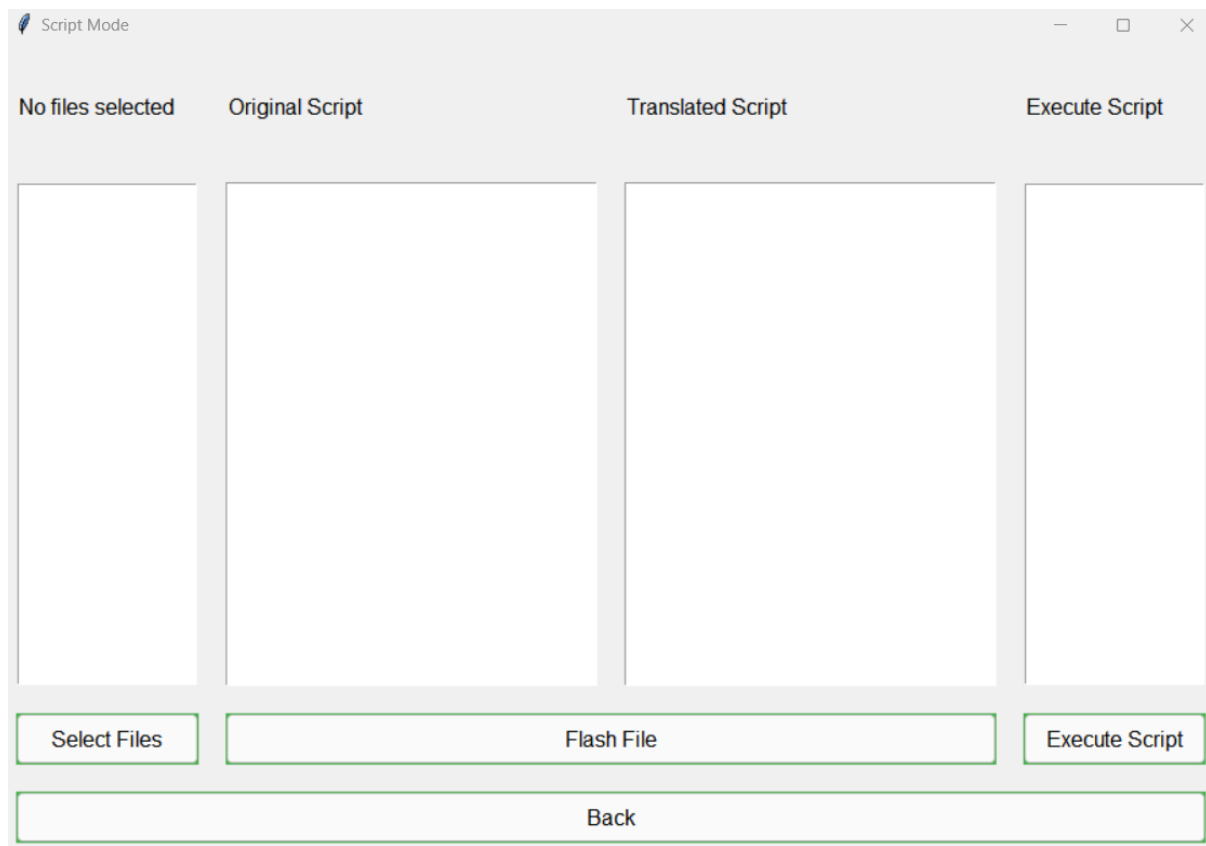 Script Mode
No files selected
Original Script
Translated Script
Execute Script
Select Files
Flash File
Execute Script
Back